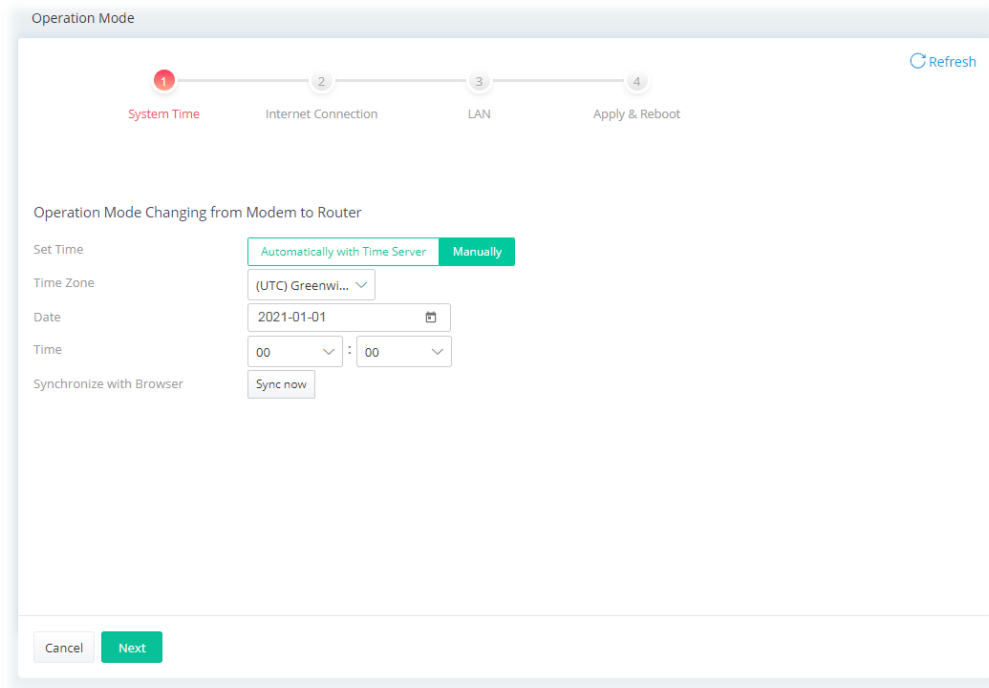 Operation Mode
Refresh
1 2 3 4
System Time Internet Connection LAN Apply & Reboot
Operation Mode Changing from Modem to Router
Set Time Automatically with Time Server Manually
Time Zone (UTC) Greenwi...
Date 2021-01-01
Time 00 : 00
Synchronize with Browser Sync now
Cancel Next